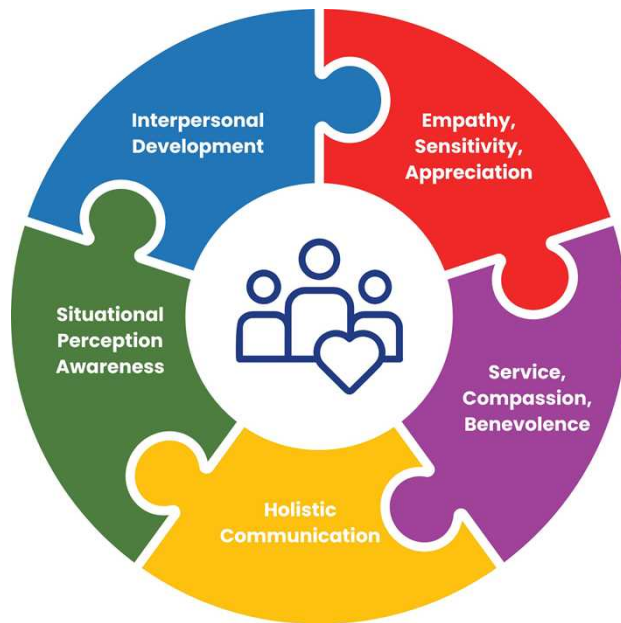 Interpersonal
Development
Empathy,
Sensitivity,
Appreciation
Situational
Perception
Awareness
Service,
Compassion,
Benevolence
Holistic
Communication